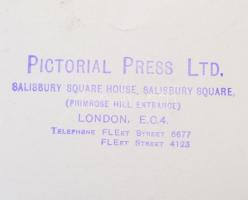 PICTORIAL PRESS LTD.
SALISBURY SQUARE HOUSE, SALISBURY SQUARE,
(PRIMROSE HILL ENTRANCE)
LONDON, E.C.4.
TELEPHONE FLEET STREET 6677
FLEET STREET 4123